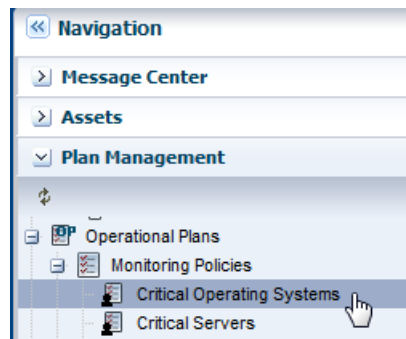 Navigation
Message Center
Assets
Plan Management
Operational Plans
Monitoring Policies
Critical Operating Systems
Critical Servers